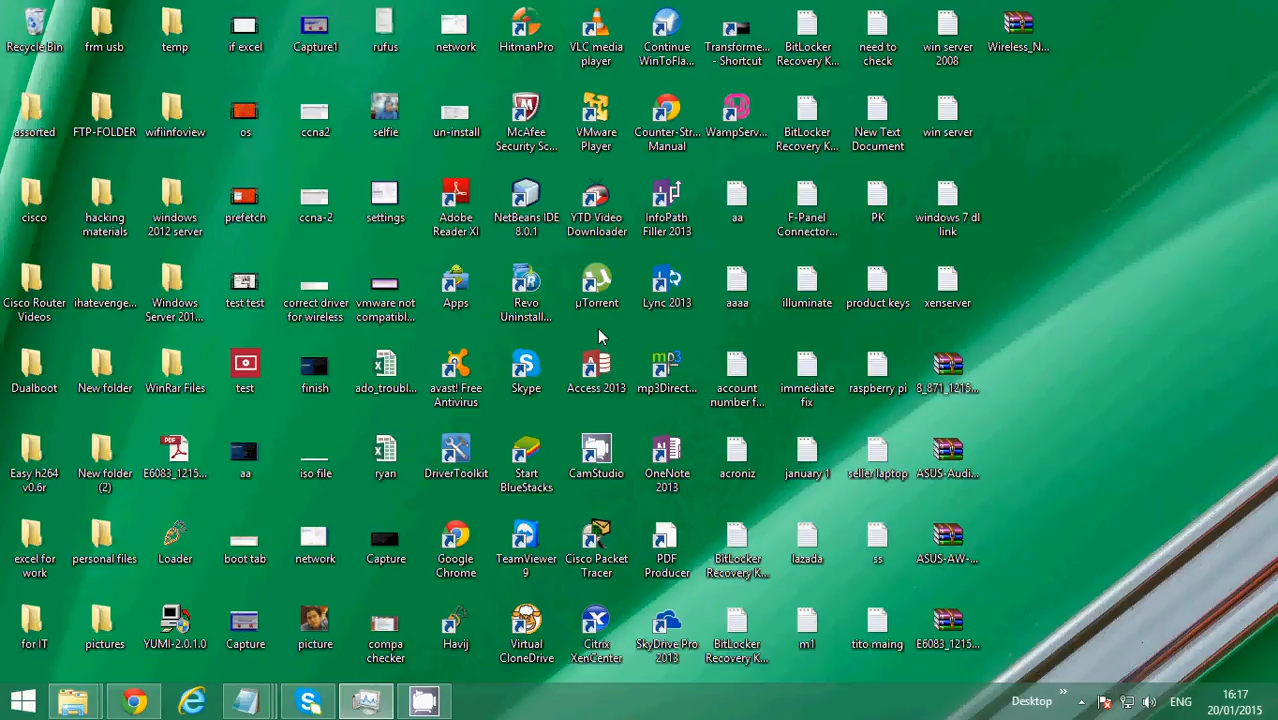 Recycle Bin
frm usb
temp
if excel
Capture1
rufus
network
HitmanPro
VLC media
player
Continue
WinToFla...
Transforme...
- Shortcut
BitLocker
Recovery K...
need to
check
win server
2008
Wireless_N...
assorted
FTP-FOLDER
wifiinfoview
os
ccna2
selfie
un-install
McAfee
Security Sc...
VMware
Player
Counter-Str...
Manual
WampServ...
BitLocker
Recovery K...
New Text
Document
win server
cisco
hacking
materials
windows
2012 server
prefetch
ccna-2
settings
Adobe
Reader XI
NetBeans IDE
8.0.1
YTD Video
Downloader
InfoPath
Filler 2013
aa
F-Panel
Connector...
PK
windows 7 dl
link
Cisco Router
Videos
ihatevenge...
Windows
Server 201...
test test
correct driver
for wireless
vmware not
compatibl...
Apps
Revo
Uninstall...
µTorrent
Lync 2013
aaaa
illuminate
product keys
xenserver
Dualboot
New folder
WinRar Files
test
finish
ado_troubl...
avast! Free
Antivirus
Skype
Access 2013
mp3
mp3Direct...
account
number f...
immediate
fix
raspberry pi
8_871_1215...
Easy h264
v0.6r
New folder
(2)
PDF
E6083_1215...
aa
iso file
ryan
DriverToolkit
Start
BlueStacks
CamStudio
OneNote
2013
acroniz
january 1
seller laptop
ASUS-Audi...
excel for
work
personal files
Loader
boot tab
network
Capture
Google
Chrome
TeamViewer
9
Cisco Packet
Tracer
PDF
Producer
BitLocker
Recovery K...
lazada
ss
ASUS-AW-...
for IT
pictures
YUMI-2.0.1.0
Capture
picture
compa
checker
Havij
Virtual
CloneDrive
Citrix
XenCenter
SkyDrive Pro
2013
BitLocker
Recovery K...
m1
tito maing
E6083_1215...
Desktop
ENG
16:17
20/01/2015